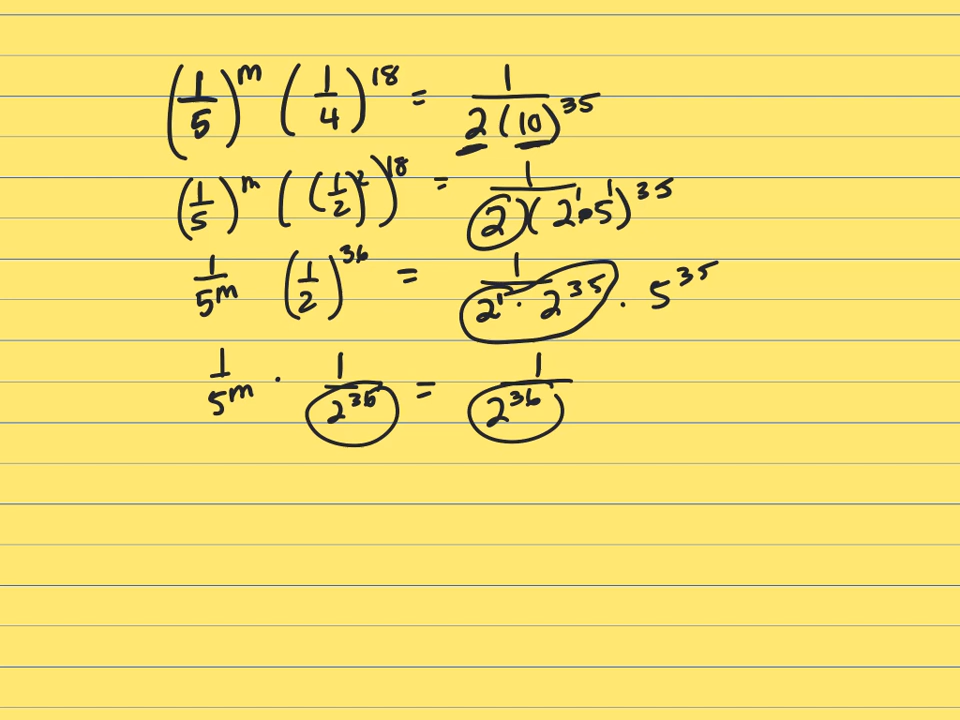 (1/5)^m (1/4)^18 = 1/(2(10)^35)
(1/5)^m ((1/2)^2)^18 = 1/((2)(2^1·5^1)^35)
1/5^m (1/2)^36 = 1/(2^1 · 2^35 · 5^35)
1/5^m · 1/2^36 = 1/2^36